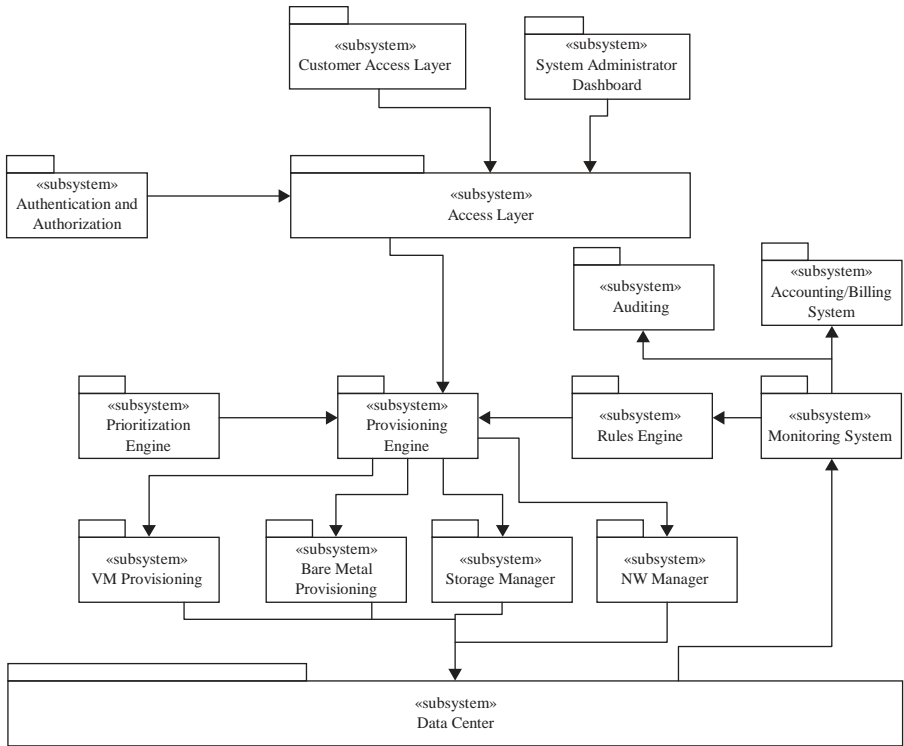 «subsystem»
Customer Access Layer
«subsystem»
System Administrator
Dashboard
«subsystem»
Authentication and
Authorization
«subsystem»
Access Layer
«subsystem»
Auditing
«subsystem»
Accounting/Billing
System
«subsystem»
Prioritization
Engine
«subsystem»
Provisioning
Engine
«subsystem»
Rules Engine
«subsystem»
Monitoring System
«subsystem»
VM Provisioning
«subsystem»
Bare Metal
Provisioning
«subsystem»
Storage Manager
«subsystem»
NW Manager
«subsystem»
Data Center